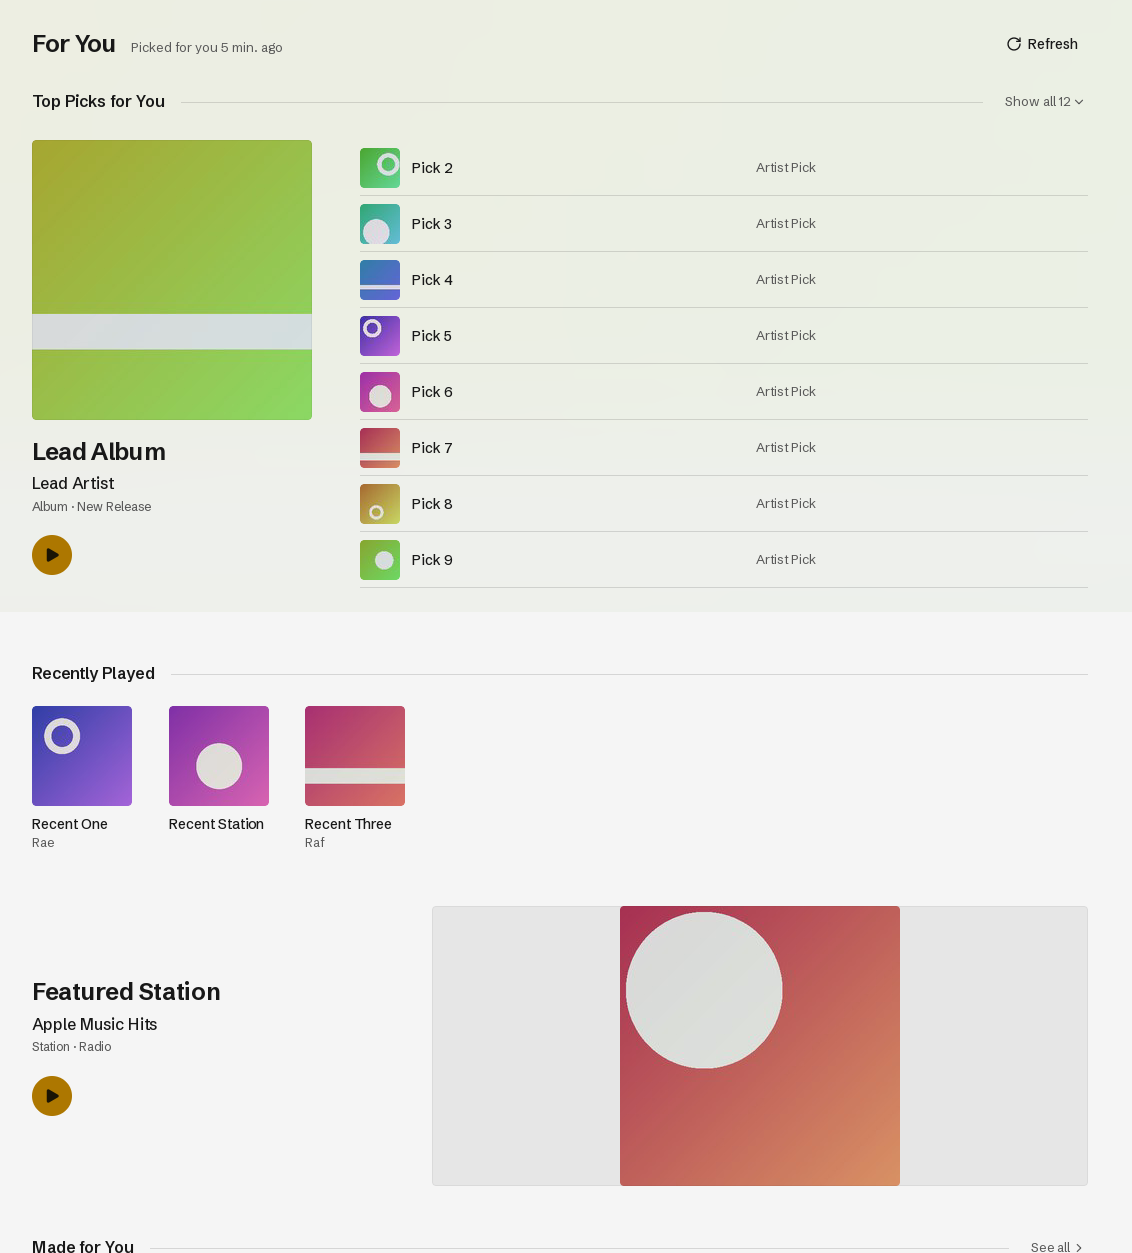 For You
Picked for you 5 min. ago
Refresh
Top Picks for You
Show all 12
Pick 2
Artist Pick
Pick 3
Artist Pick
Pick 4
Artist Pick
Pick 5
Artist Pick
Pick 6
Artist Pick
Pick 7
Artist Pick
Pick 8
Artist Pick
Pick 9
Artist Pick
Lead Album
Lead Artist
Album · New Release
Recently Played
Recent One
Rae
Recent Station
Recent Three
Raf
Featured Station
Apple Music Hits
Station · Radio
Made for You
See all